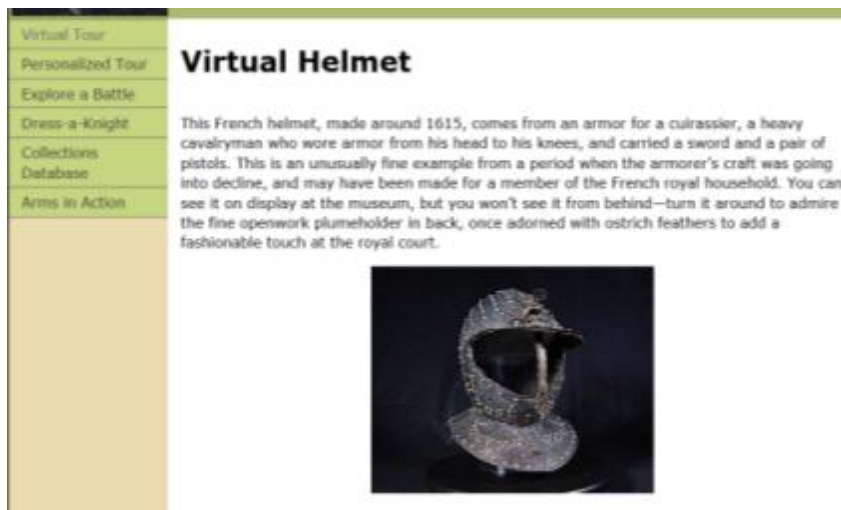 Virtual Tour
Personalized Tour
Explore a Battle
Dress-a-Knight
Collections
Database
Arms in Action
Virtual Helmet
This French helmet, made around 1615, comes from an armor for a cuirassier, a heavy
cavalryman who wore armor from his head to his knees, and carried a sword and a pair of
pistols. This is an unusually fine example from a period when the armorer's craft was going
into decline, and may have been made for a member of the French royal household. You can
see it on display at the museum, but you won't see it from behind—turn it around to admire
the fine openwork plumeholder in back, once adorned with ostrich feathers to add a
fashionable touch at the royal court.